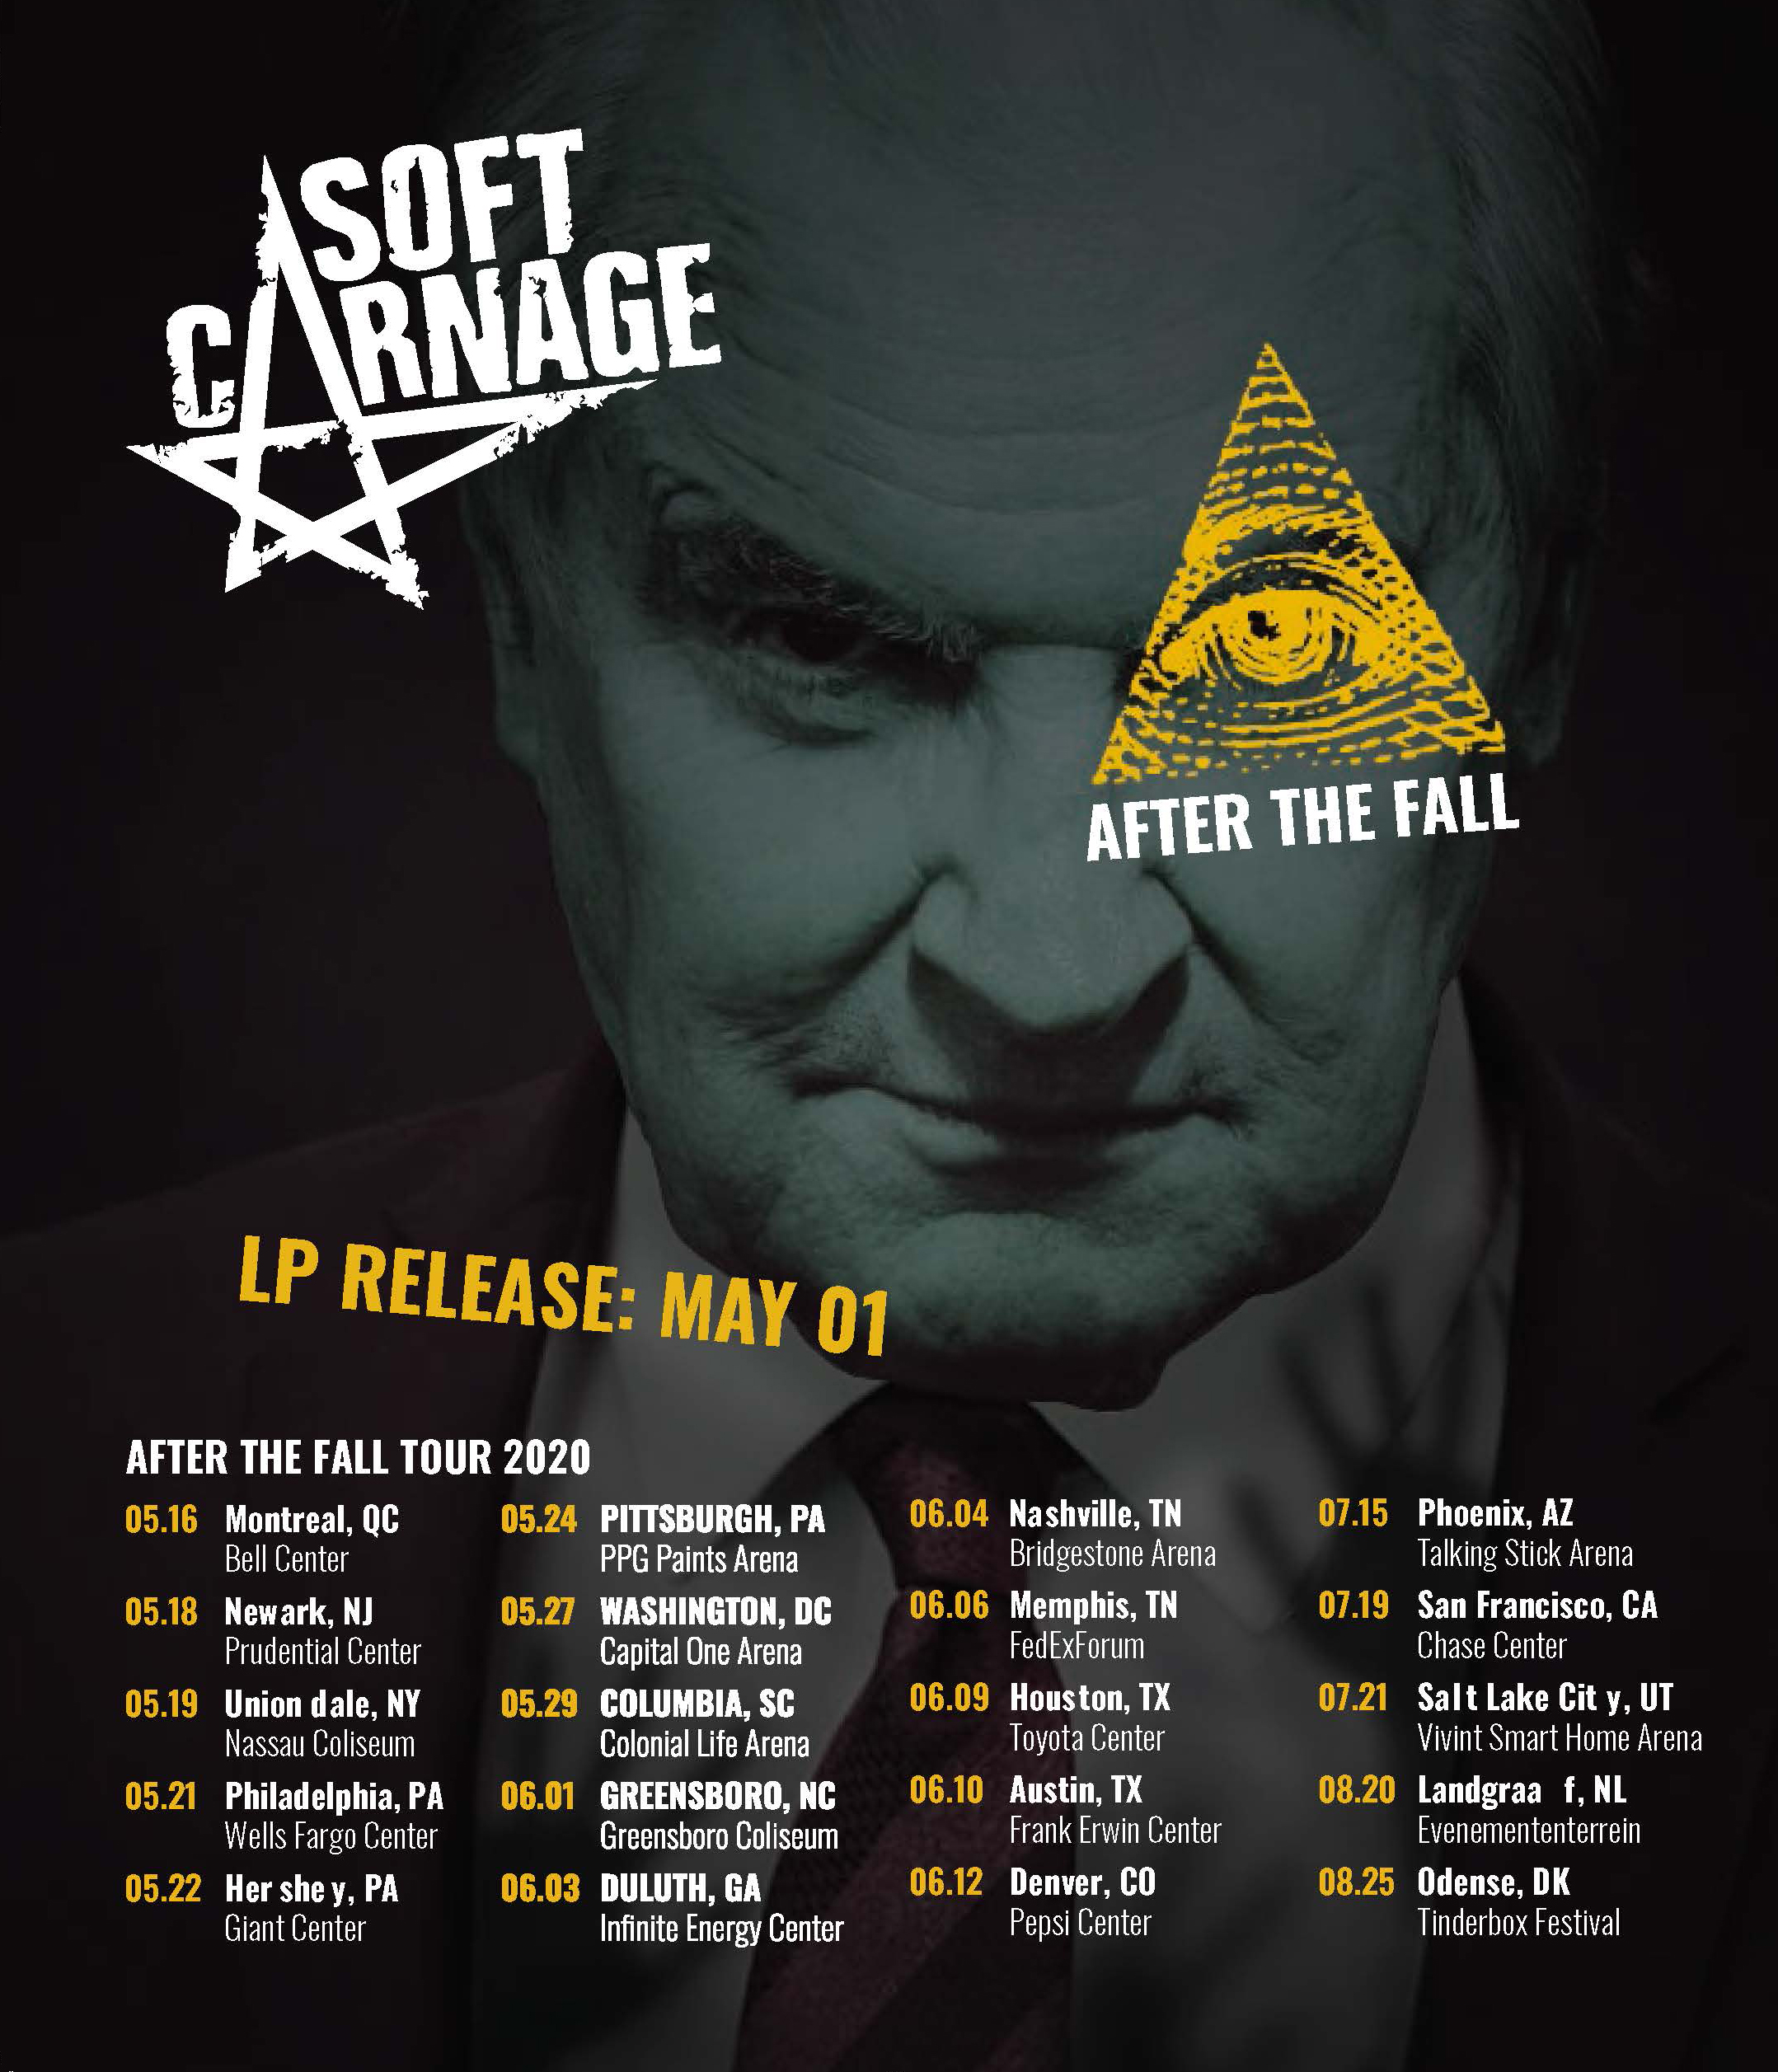 SOFT
CARNAGE
AFTER THE FALL
LP RELEASE: MAY 01
AFTER THE FALL TOUR 2020
05.16 Montreal, QC
Bell Center
05.18 Newark, NJ
Prudential Center
05.19 Union dale, NY
Nassau Coliseum
05.21 Philadelphia, PA
Wells Fargo Center
05.22 Her she y, PA
Giant Center
05.24 PITTSBURGH, PA
PPG Paints Arena
05.27 WASHINGTON, DC
Capital One Arena
05.29 COLUMBIA, SC
Colonial Life Arena
06.01 GREENSBORO, NC
Greensboro Coliseum
06.03 DULUTH, GA
Infinite Energy Center
06.04 Nashville, TN
Bridgestone Arena
06.06 Memphis, TN
FedExForum
06.09 Houston, TX
Toyota Center
06.10 Austin, TX
Frank Erwin Center
06.12 Denver, CO
Pepsi Center
07.15 Phoenix, AZ
Talking Stick Arena
07.19 San Francisco, CA
Chase Center
07.21 Salt Lake Cit y, UT
Vivint Smart Home Arena
08.20 Landgraa f, NL
Evenemententerrein
08.25 Odense, DK
Tinderbox Festival